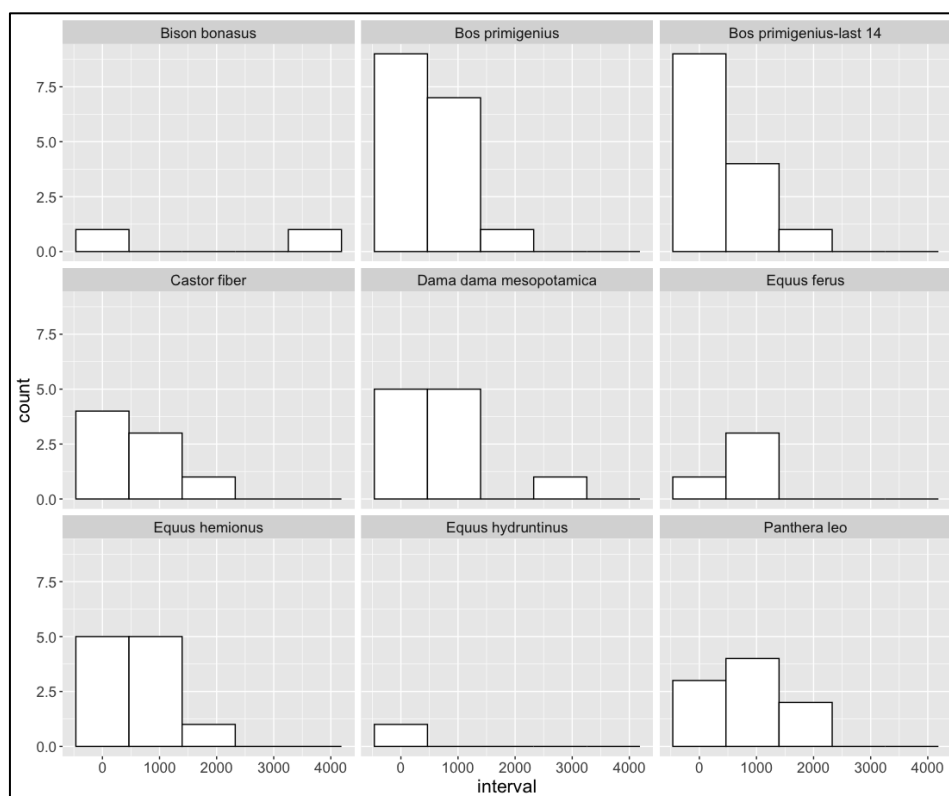 Bison bonasus Bos primigenius Bos primigenius-last 14
7.5
5.0
2.5
0.0
Castor fiber Dama dama mesopotamica Equus ferus
7.5
5.0
2.5
0.0
count
Equus hemionus Equus hydruntinus Panthera leo
7.5
5.0
2.5
0.0
0 1000 2000 3000 4000 0 1000 2000 3000 4000 0 1000 2000 3000 4000
interval